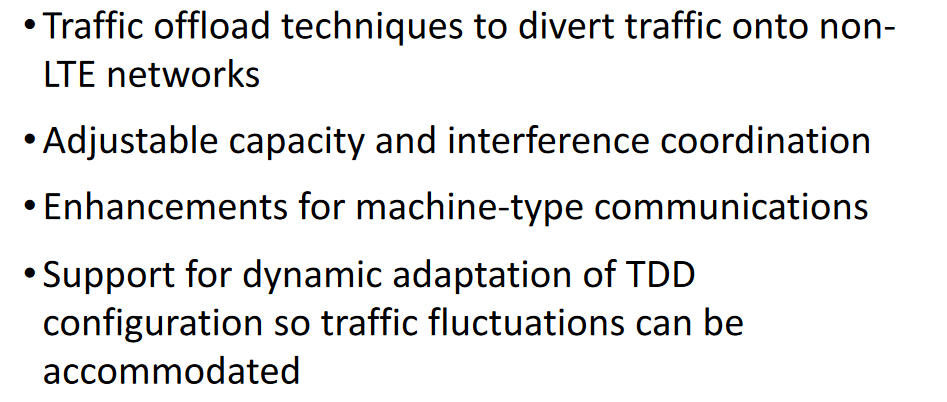 • Traffic offload techniques to divert traffic onto non-
LTE networks
• Adjustable capacity and interference coordination
• Enhancements for machine-type communications
• Support for dynamic adaptation of TDD
configuration so traffic fluctuations can be
accommodated